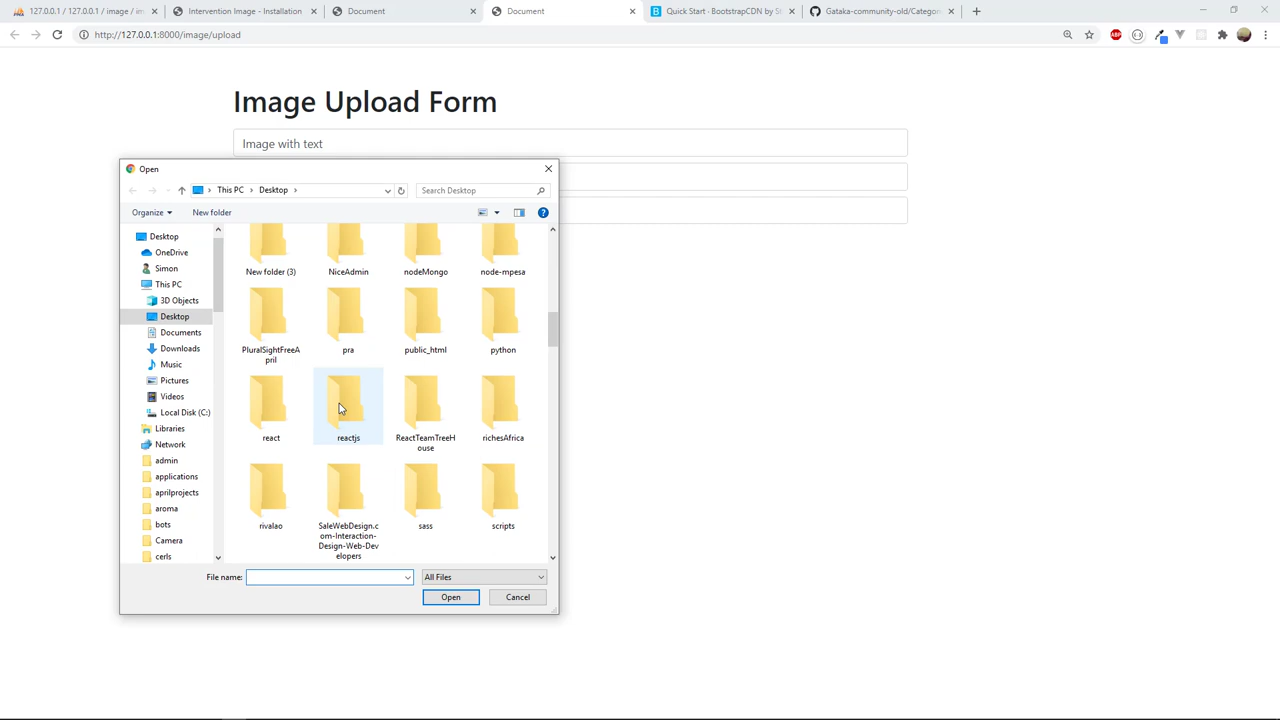 127.0.0.1 / 127.0.0.1 / image / im
Intervention Image - Installation
Document
Document
Quick Start · BootstrapCDN by St
Gataka-community-old/Categor
http://127.0.0.1:8000/image/upload
Image Upload Form
Image with text
Open
This PC > Desktop >
Search Desktop
Organize
New folder
Desktop
OneDrive
Simon
This PC
3D Objects
Desktop
Documents
Downloads
Music
Pictures
Videos
Local Disk (C:)
Libraries
Network
admin
applications
aprilprojects
aroma
bots
Camera
cerls
New folder (3)
NiceAdmin
nodeMongo
node-mpesa
PluralSightFreeA
pril
pra
public_html
python
react
reactjs
ReactTeamTreeH
ouse
richesAfrica
rivalao
SaleWebDesign.c
om-Interaction-
Design-Web-Dev
elopers
sass
scripts
File name:
All Files
Open
Cancel